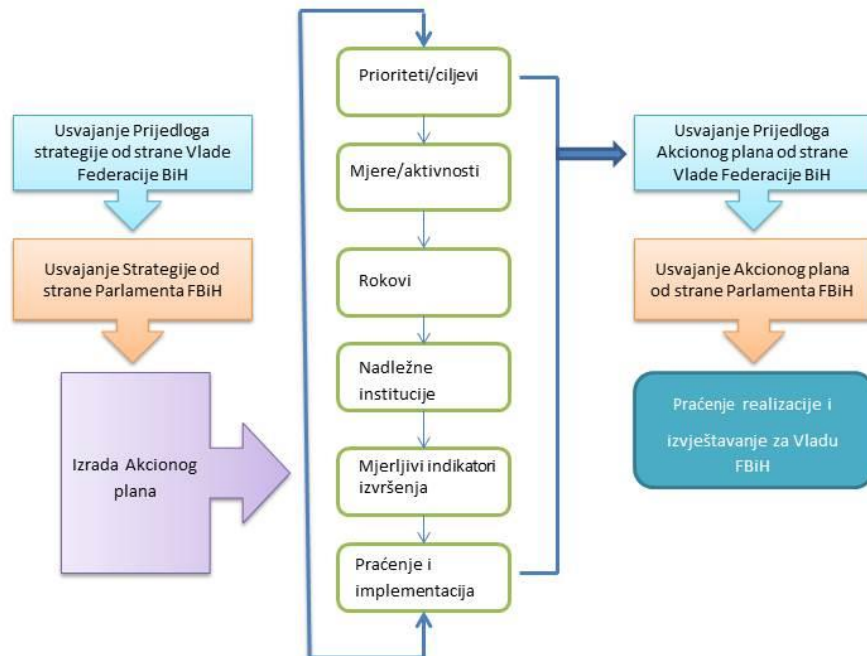 Usvajanje Prijedloga
strategije od strane Vlade
Federacije BiH
Usvajanje Strategije od
strane Parlamenta FBiH
Izrada Akcionog
plana
Prioriteti/ciljevi
Mjere/aktivnosti
Rokovi
Nadležne
institucije
Mjerljivi indikatori
izvršenja
Praćenje i
implementacija
Usvajanje Prijedloga
Akcionog plana od strane
Vlade Federacije BiH
Usvajanje Akcionog plana
od strane Parlamenta FBiH
Praćenje realizacije i
izvještavanje za Vladu
FBiH